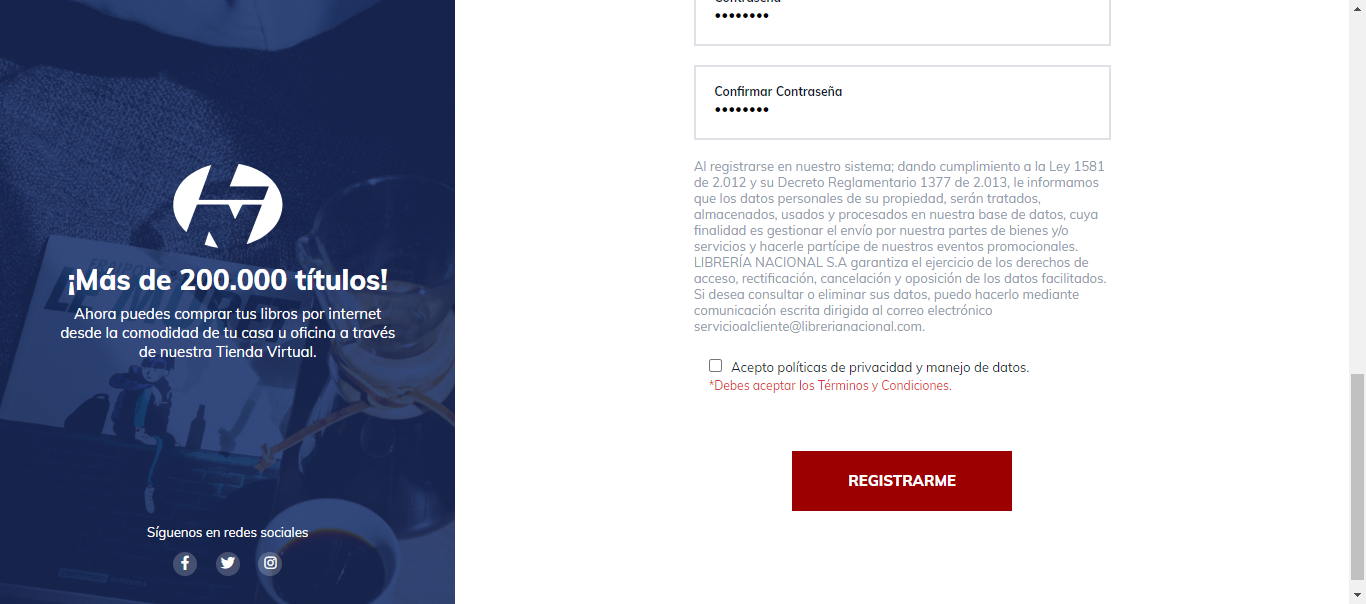 ¡Más de 200.000 títulos!
Ahora puedes comprar tus libros por internet
desde la comodidad de tu casa u oficina a través
de nuestra Tienda Virtual.
Síguenos en redes sociales
Contraseña
••••••••
Confirmar Contraseña
••••••••
Al registrarse en nuestro sistema; dando cumplimiento a la Ley 1581
de 2.012 y su Decreto Reglamentario 1377 de 2.013, le informamos
que los datos personales de su propiedad, serán tratados,
almacenados, usados y procesados en nuestra base de datos, cuya
finalidad es gestionar el envío por nuestra partes de bienes y/o
servicios y hacerle partícipe de nuestros eventos promocionales.
LIBRERÍA NACIONAL S.A garantiza el ejercicio de los derechos de
acceso, rectificación, cancelación y oposición de los datos facilitados.
Si desea consultar o eliminar sus datos, puedo hacerlo mediante
comunicación escrita dirigida al correo electrónico
servicioalcliente@librerianacional.com.
Acepto políticas de privacidad y manejo de datos.
*Debes aceptar los Términos y Condiciones.
REGISTRARME